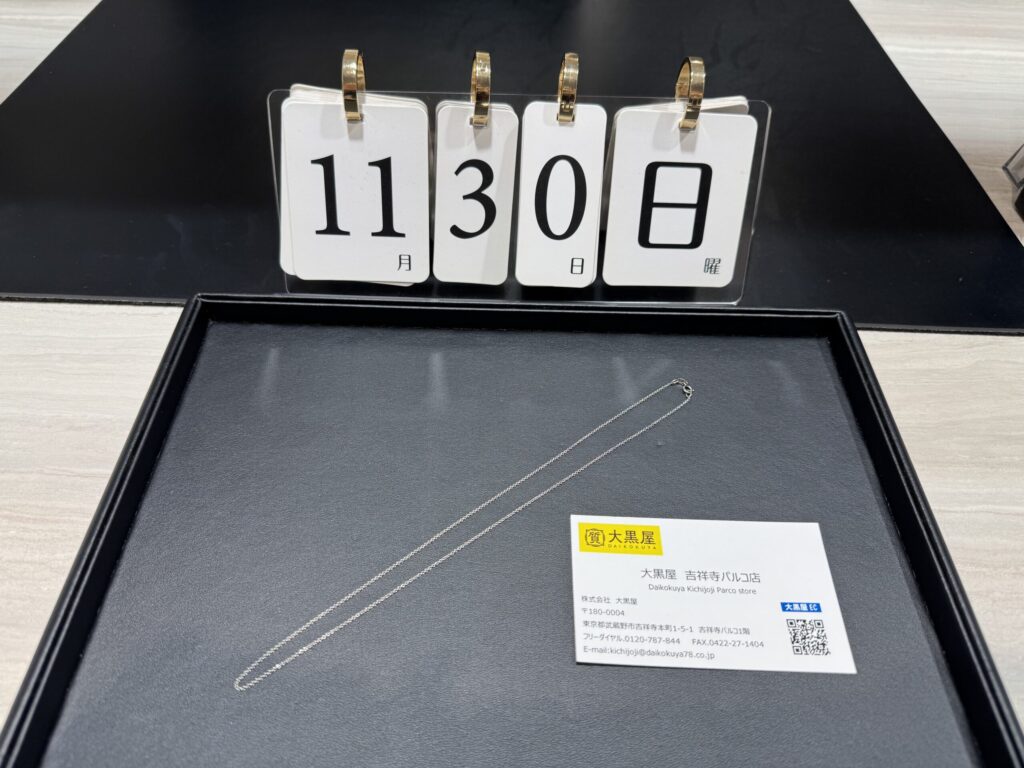 11
月
3
0
日
日
曜
質 大黒屋
DAIKOKUYA
大黒屋 吉祥寺パルコ店
Daikokuya Kichijoji Parco store
株式会社 大黒屋
〒180-0004
東京都武蔵野市吉祥寺本町1-5-1 吉祥寺パルコ1階
フリーダイヤル.0120-787-844 FAX.0422-27-1404
E-mail:kichijoji@daikokuya78.co.jp
大黒屋 EC